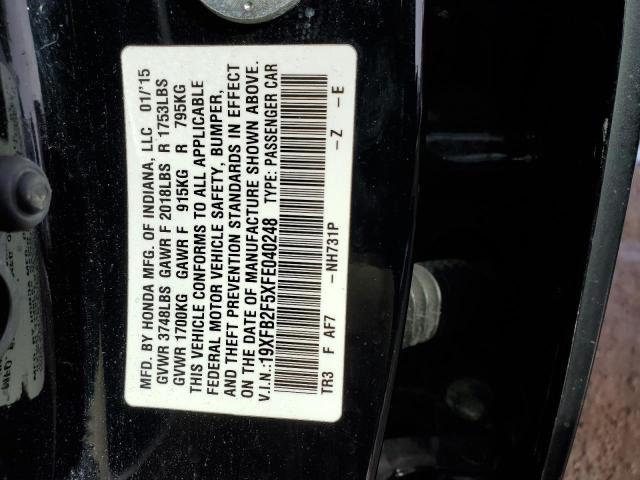 MFD. BY HONDA MFG. OF INDIANA, LLC 01/'15
GVWR 3748LBS GAWR F 2018LBS R 1753LBS
GVWR 1700KG GAWR F 915KG R 795KG
THIS VEHICLE CONFORMS TO ALL APPLICABLE
FEDERAL MOTOR VEHICLE SAFETY, BUMPER,
AND THEFT PREVENTION STANDARDS IN EFFECT
ON THE DATE OF MANUFACTURE SHOWN ABOVE.
V.I.N.:19XFB2F5XFE040248 TYPE: PASSENGER CAR
TR3 F AF7 -NH731P -Z -E